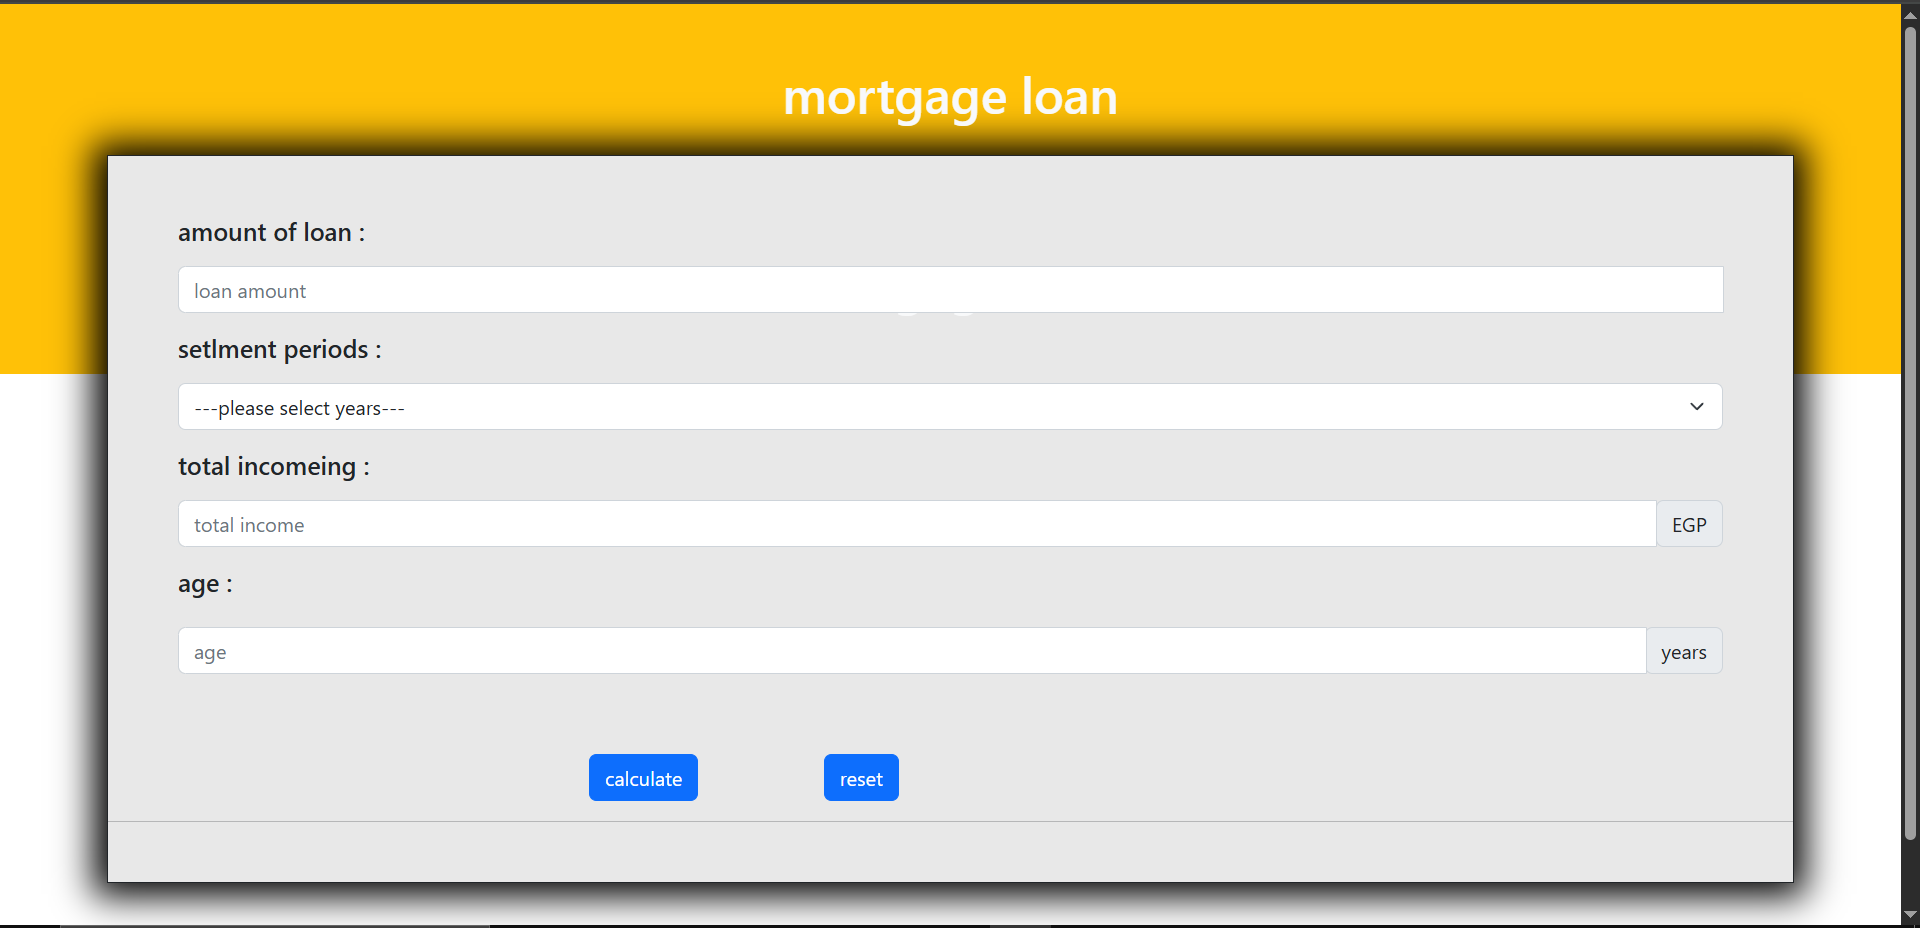 mortgage loan
amount of loan :
loan amount
setlment periods :
---please select years---
total incomeing :
total income
EGP
age :
age
years
calculate
reset